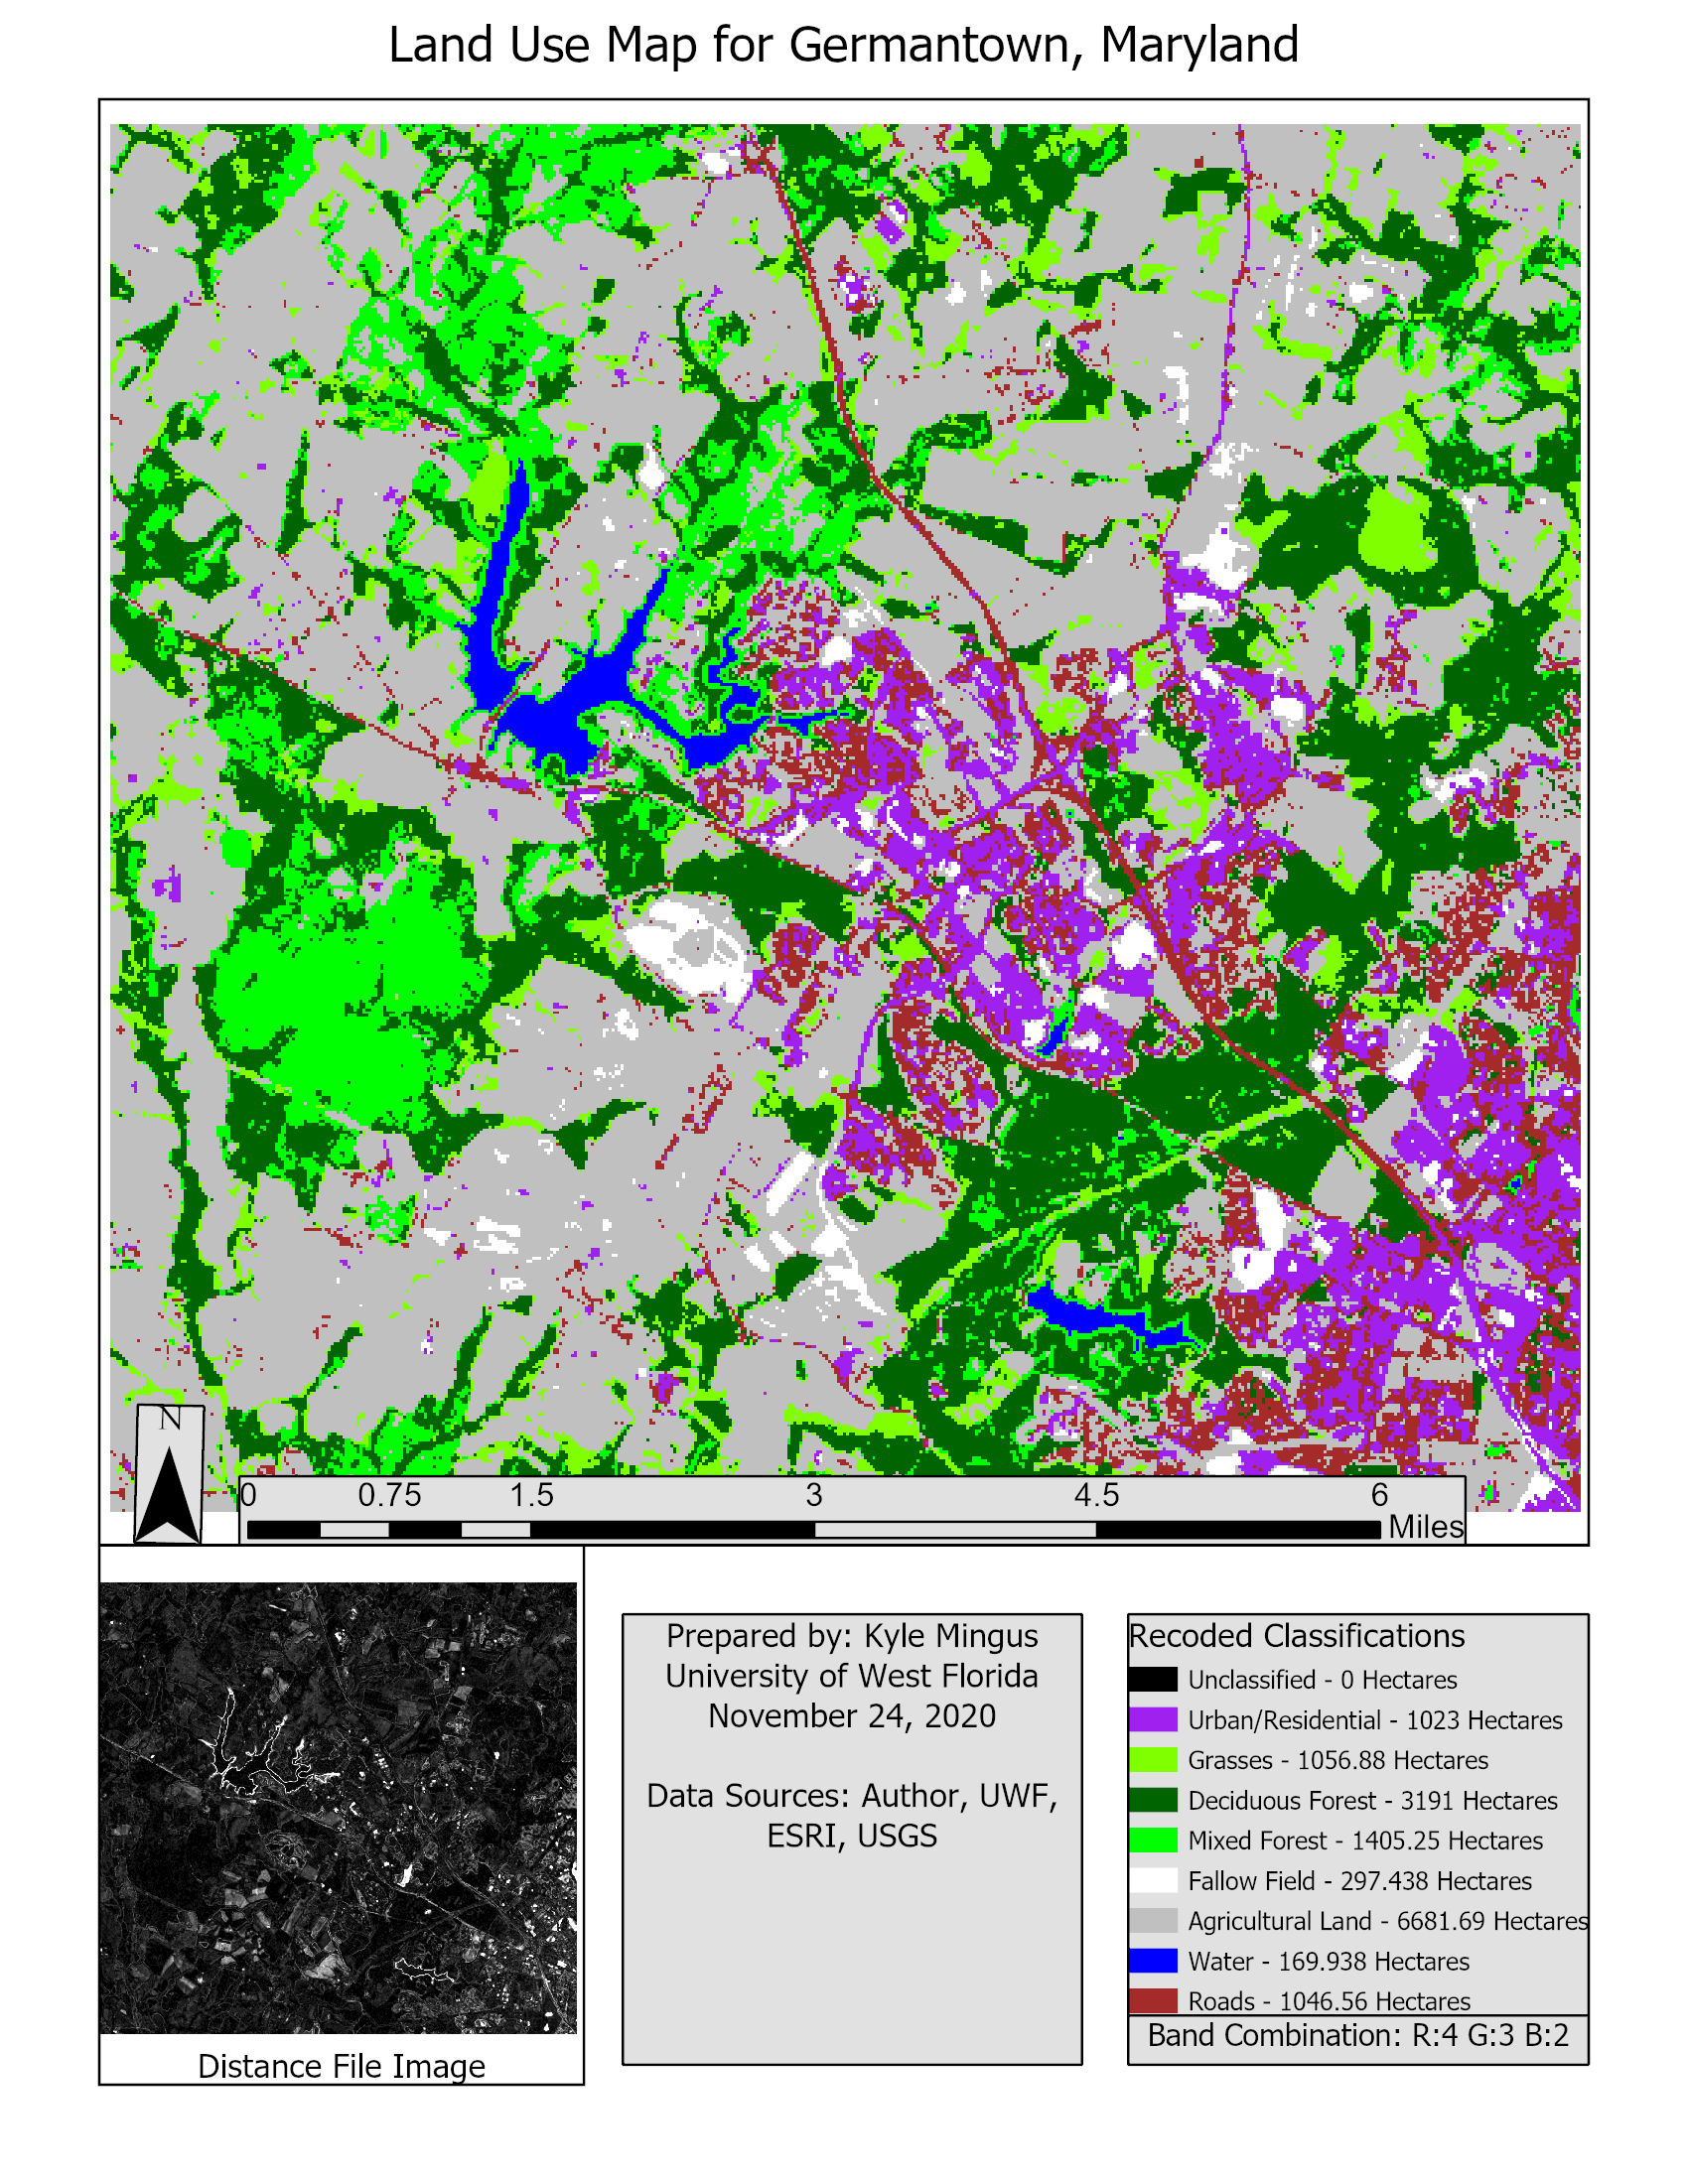 Land Use Map for Germantown, Maryland
N
0 0.75 1.5 3 4.5 6
Miles
Distance File Image
Prepared by: Kyle Mingus
University of West Florida
November 24, 2020
Data Sources: Author, UWF,
ESRI, USGS
Recoded Classifications
Unclassified - 0 Hectares
Urban/Residential - 1023 Hectares
Grasses - 1056.88 Hectares
Deciduous Forest - 3191 Hectares
Mixed Forest - 1405.25 Hectares
Fallow Field - 297.438 Hectares
Agricultural Land - 6681.69 Hectares
Water - 169.938 Hectares
Roads - 1046.56 Hectares
Band Combination: R:4 G:3 B:2